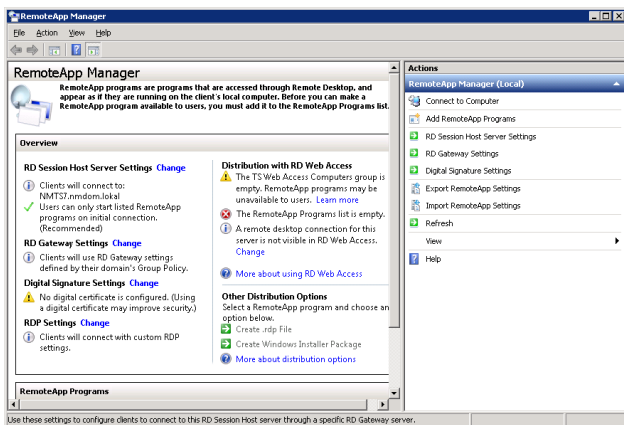 RemoteApp Manager
File Action View Help
RemoteApp Manager
RemoteApp programs are programs that are accessed through Remote Desktop, and
appear as if they are running on the client's local computer. Before you can make a
RemoteApp program available to users, you must add it to the RemoteApp Programs list.
Overview
RD Session Host Server Settings Change
Clients will connect to:
NMTS7.nmdom.lokal
Users can only start listed RemoteApp
programs on initial connection.
(Recommended)
RD Gateway Settings Change
Clients will use RD Gateway settings
defined by their domain's Group Policy.
Digital Signature Settings Change
No digital certificate is configured. (Using
a digital certificate may improve security.)
RDP Settings Change
Clients will connect with custom RDP
settings.
Distribution with RD Web Access
The TS Web Access Computers group is
empty. RemoteApp programs may be
unavailable to users. Learn more
The RemoteApp Programs list is empty.
A remote desktop connection for this
server is not visible in RD Web Access.
Change
More about using RD Web Access
Other Distribution Options
Select a RemoteApp program and choose an
option below.
Create .rdp File
Create Windows Installer Package
More about distribution options
RemoteApp Programs
Actions
RemoteApp Manager (Local)
Connect to Computer
Add RemoteApp Programs
RD Session Host Server Settings
RD Gateway Settings
Digital Signature Settings
Export RemoteApp Settings
Import RemoteApp Settings
Refresh
View
Help
Use these settings to configure clients to connect to this RD Session Host server through a specific RD Gateway server.